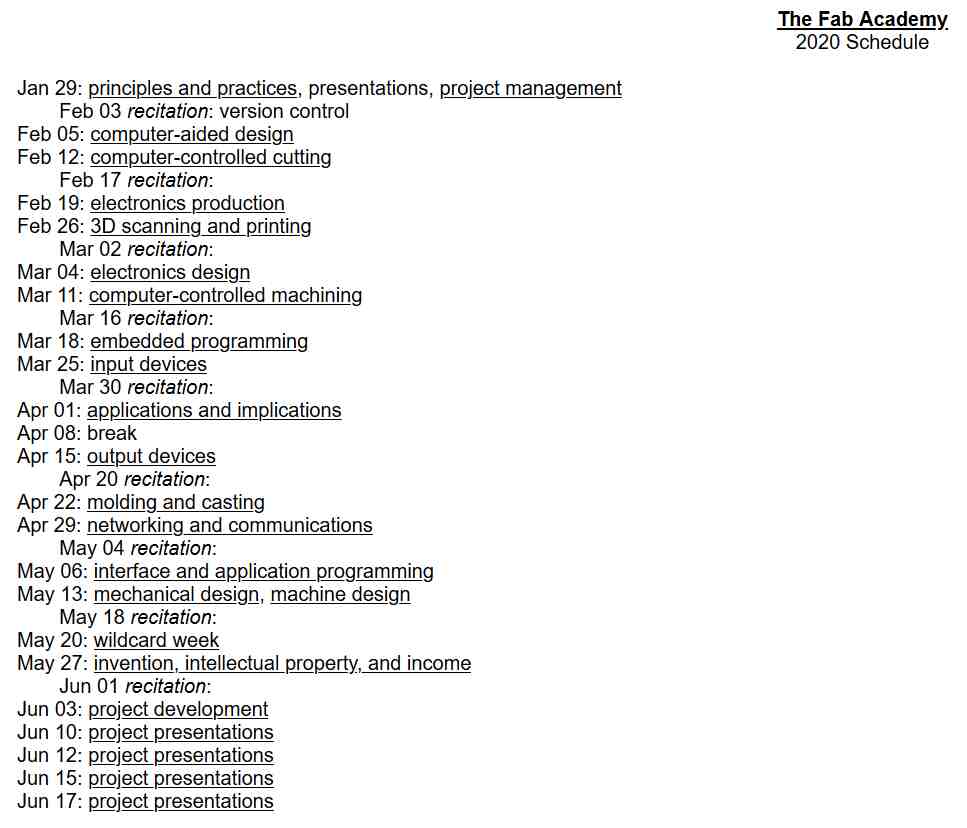 The Fab Academy
2020 Schedule
Jan 29: principles and practices, presentations, project management
Feb 03 recitation: version control
Feb 05: computer-aided design
Feb 12: computer-controlled cutting
Feb 17 recitation:
Feb 19: electronics production
Feb 26: 3D scanning and printing
Mar 02 recitation:
Mar 04: electronics design
Mar 11: computer-controlled machining
Mar 16 recitation:
Mar 18: embedded programming
Mar 25: input devices
Mar 30 recitation:
Apr 01: applications and implications
Apr 08: break
Apr 15: output devices
Apr 20 recitation:
Apr 22: molding and casting
Apr 29: networking and communications
May 04 recitation:
May 06: interface and application programming
May 13: mechanical design, machine design
May 18 recitation:
May 20: wildcard week
May 27: invention, intellectual property, and income
Jun 01 recitation:
Jun 03: project development
Jun 10: project presentations
Jun 12: project presentations
Jun 15: project presentations
Jun 17: project presentations